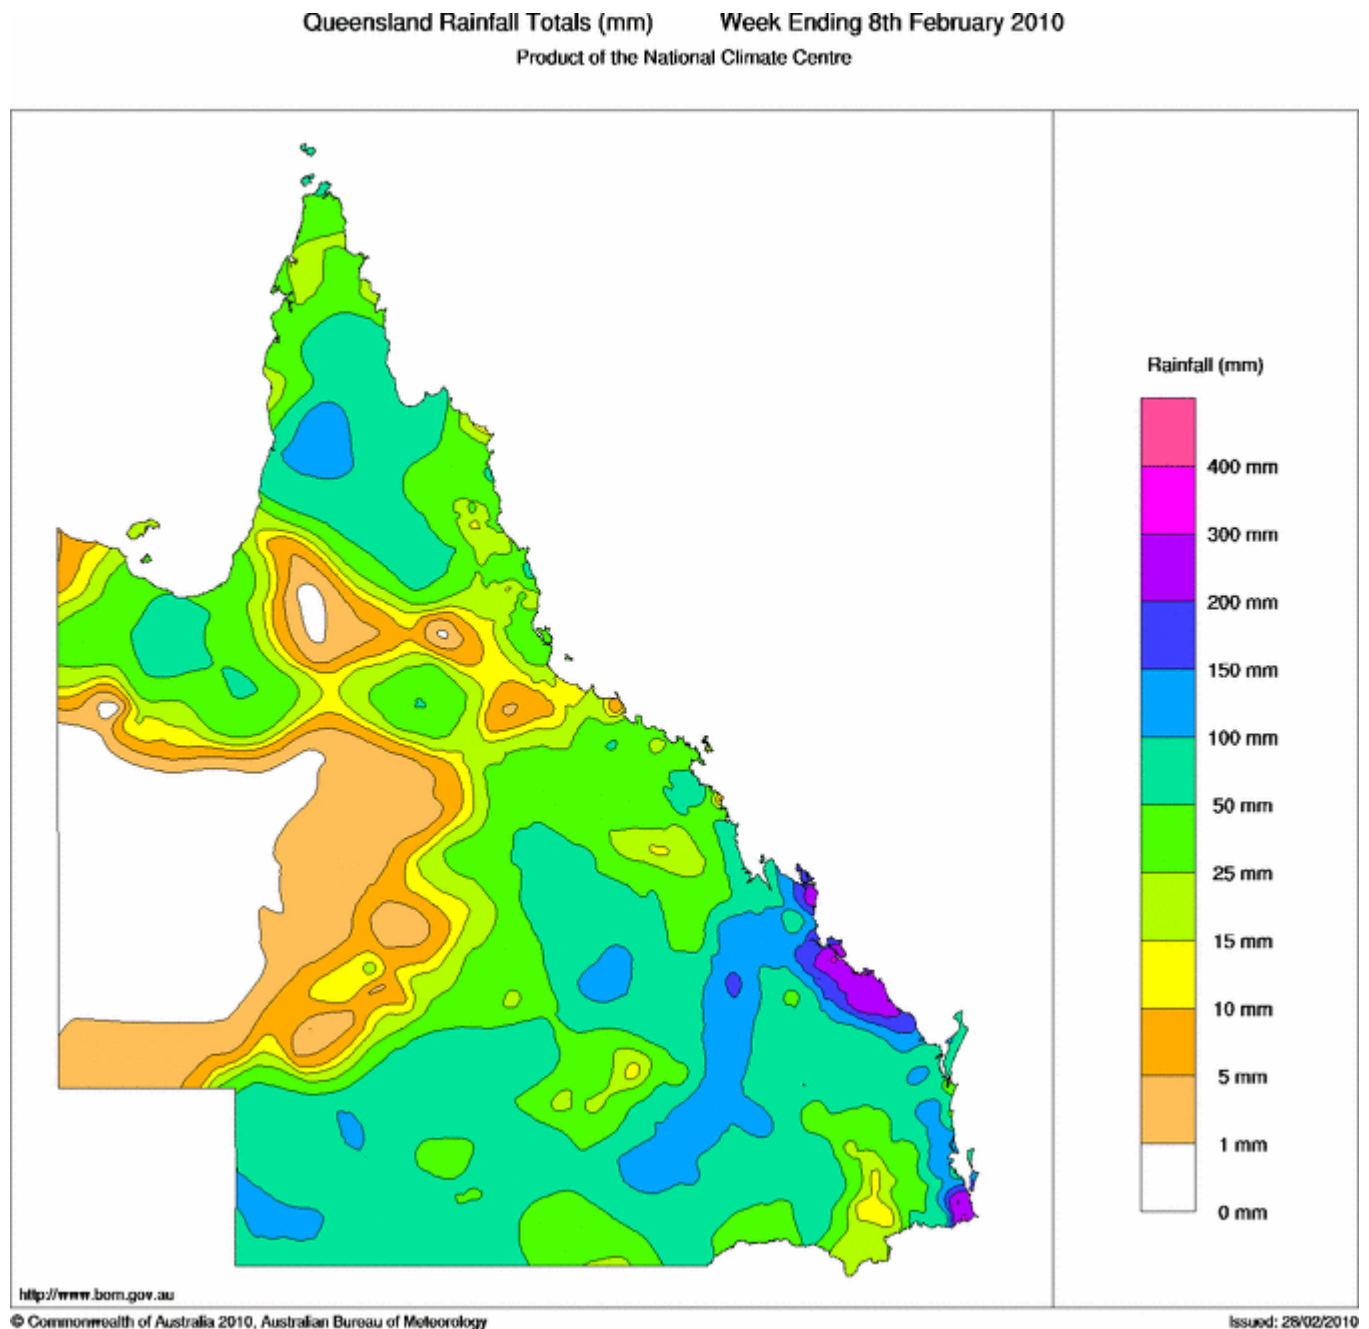 Queensland Rainfall Totals (mm) Week Ending 8th February 2010
Product of the National Climate Centre
Rainfall (mm)
400 mm
300 mm
200 mm
150 mm
100 mm
50 mm
25 mm
15 mm
10 mm
5 mm
1 mm
0 mm
http://www.bom.gov.au
© Commonwealth of Australia 2010, Australian Bureau of Meteorology Issued: 28/02/2010